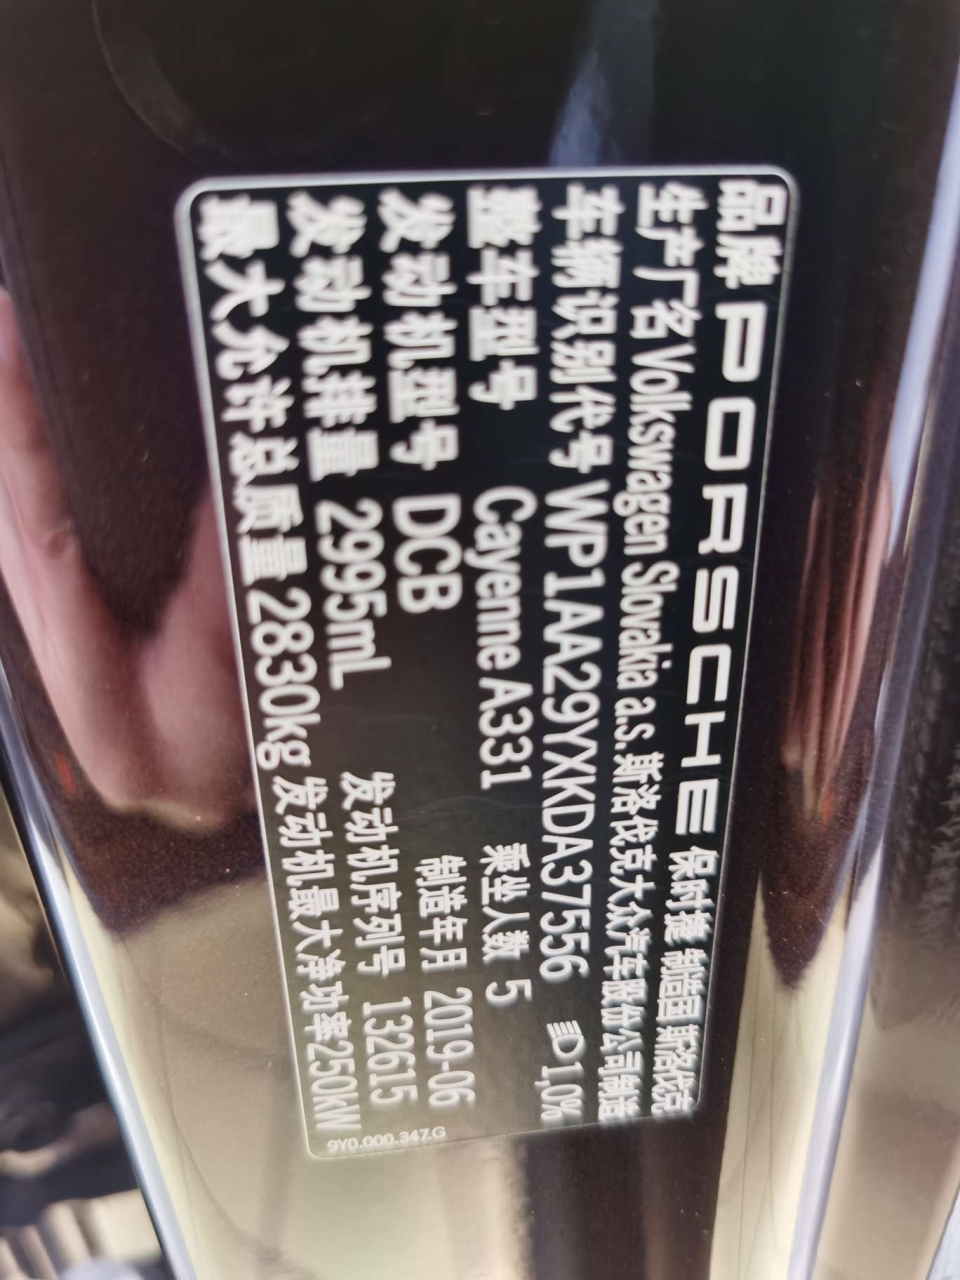 品牌 PORSCHE 保时捷 制造国 斯洛伐克
生产厂名 Volkswagen Slovakia a.s. 斯洛伐克大众汽车股份公司制造
车辆识别代号 WP1AA29YXKDA37556 1,0%
整车型号 Cayenne A331 乘坐人数 5
发动机型号 DCB 制造年月 2019-06
发动机排量 2995mL 发动机序列号 132615
最大允许总质量 2830kg 发动机最大净功率250kW
9Y0.000.347.G